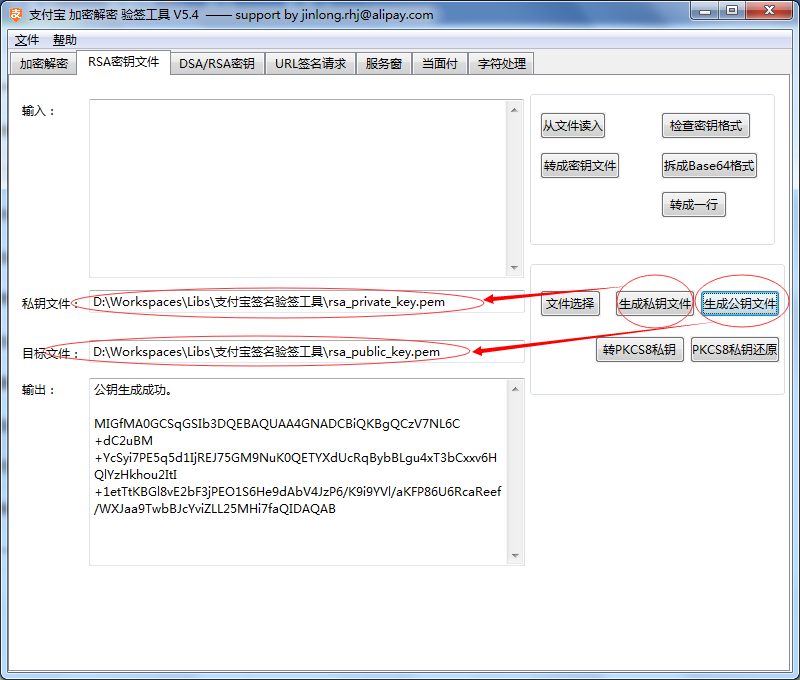 支付宝 加密解密 验签工具 V5.4 —— support by jinlong.rhj@alipay.com
文件 帮助
加密解密 RSA密钥文件 DSA/RSA密钥 URL签名请求 服务窗 当面付 字符处理
输入：
从文件读入 检查密钥格式
转成密钥文件 拆成Base64格式
转成一行
私钥文件： D:\Workspaces\Libs\支付宝签名验签工具\rsa_private_key.pem 文件选择 生成私钥文件 生成公钥文件
目标文件： D:\Workspaces\Libs\支付宝签名验签工具\rsa_public_key.pem 转PKCS8私钥 PKCS8私钥还原
输出： 公钥生成成功。
MIGfMA0GCSqGSIb3DQEBAQUAA4GNADCBiQKBgQCzV7NL6C
+dC2uBM
+YcSyi7PE5q5d1IjREJ75GM9NuK0QETYXdUcRqBybBLgu4xT3bCxxv6H
QlYzHkhou2ItI
+1etTtKBGl8vE2bF3jPEO1S6He9dAbV4JzP6/K9i9YVl/aKFP86U6RcaReef
/WXJaa9TwbBJcYviZLL25MHi7faQIDAQAB